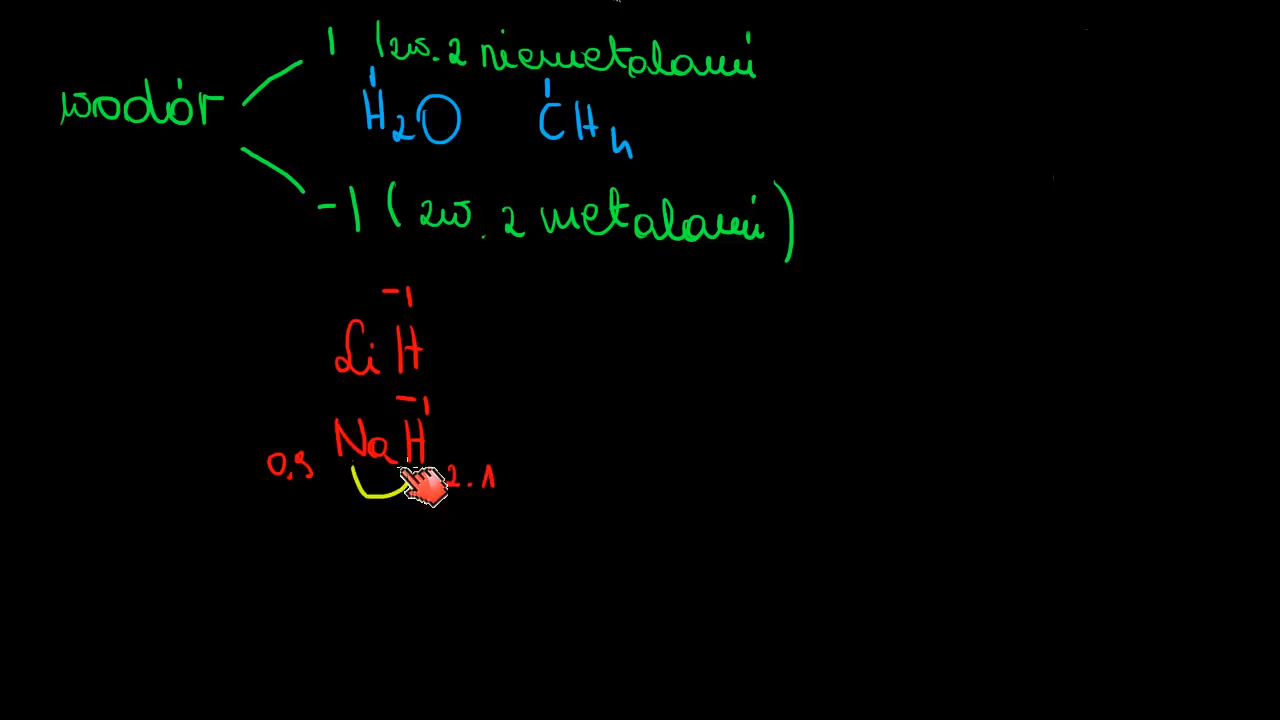 1 (zw. z niemetalami
wodór
H₂O CH₄
-1 (zw. z metalami)
-1
LiH
-1
NaH
0,9 2.1